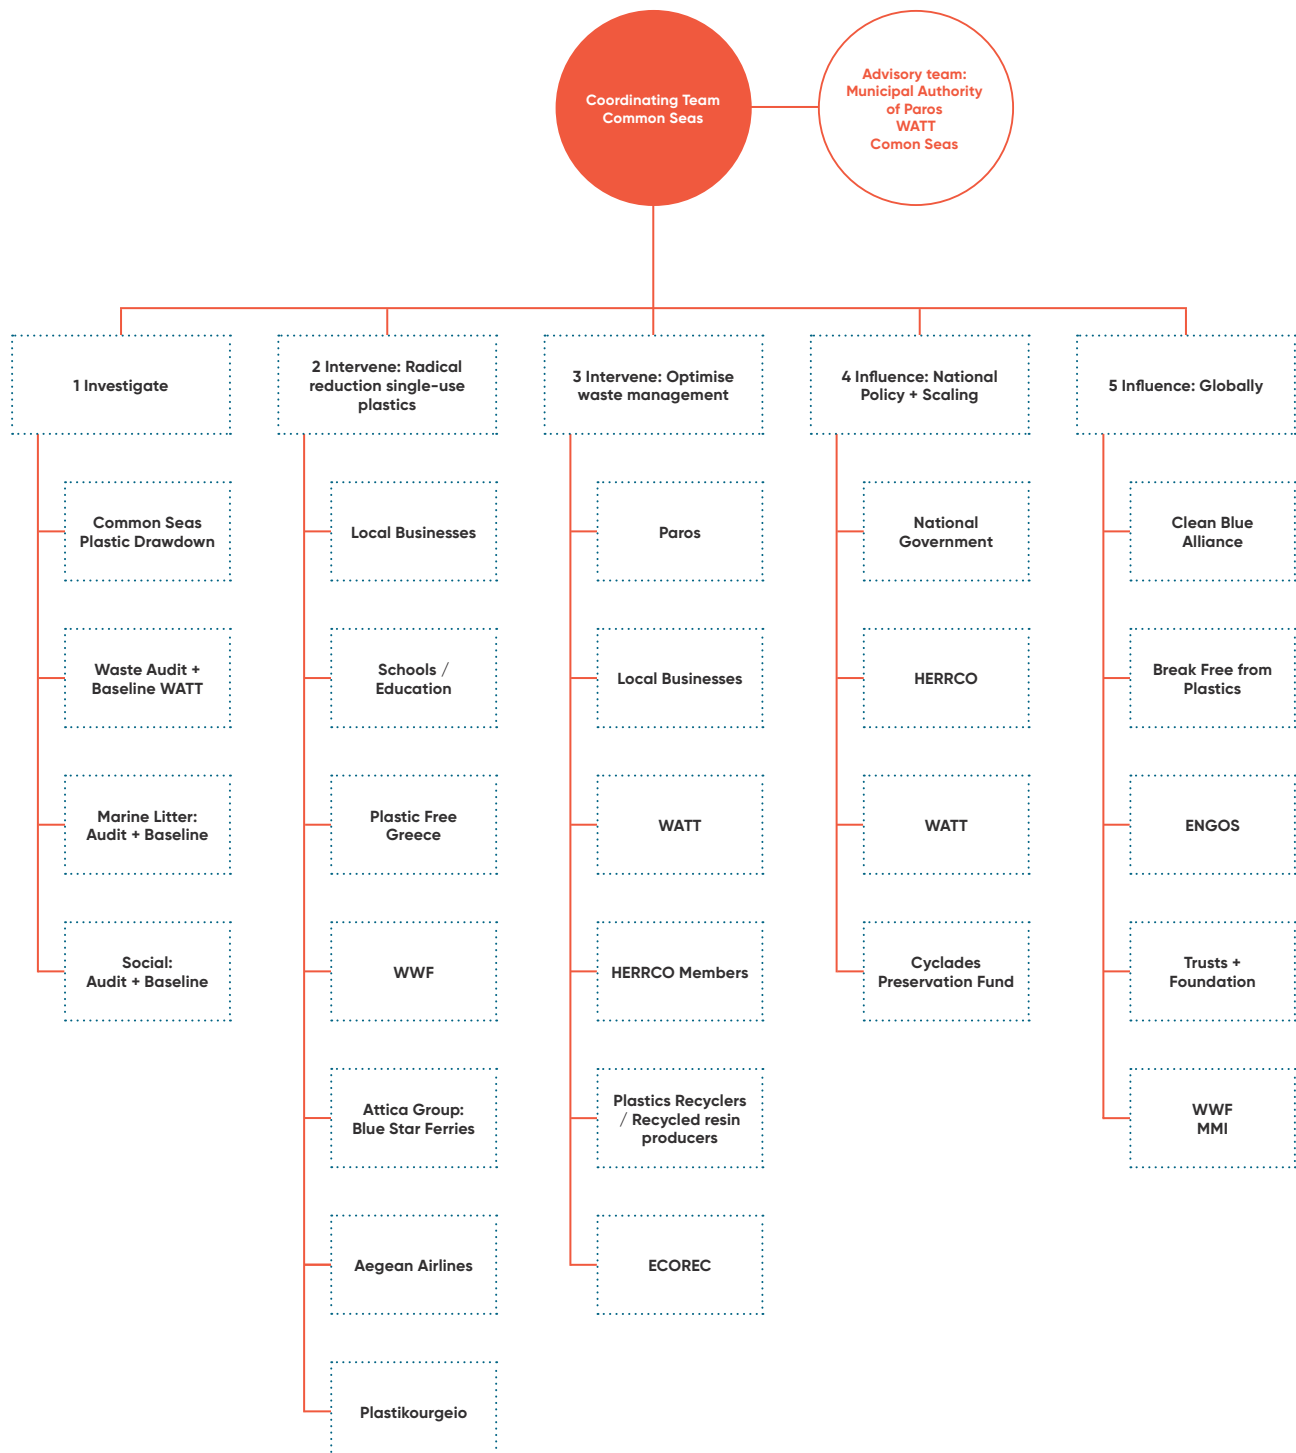 Coordinating Team
Common Seas
Advisory team:
Municipal Authority
of Paros
WATT
Comon Seas
1 Investigate
Common Seas
Plastic Drawdown
Waste Audit +
Baseline WATT
Marine Litter:
Audit + Baseline
Social:
Audit + Baseline
2 Intervene: Radical
reduction single-use
plastics
Local Businesses
Schools /
Education
Plastic Free
Greece
WWF
Attica Group:
Blue Star Ferries
Aegean Airlines
Plastikourgeio
3 Intervene: Optimise
waste management
Paros
Local Businesses
WATT
HERRCO Members
Plastics Recyclers
/ Recycled resin
producers
ECOREC
4 Influence: National
Policy + Scaling
National
Government
HERRCO
WATT
Cyclades
Preservation Fund
5 Influence: Globally
Clean Blue
Alliance
Break Free from
Plastics
ENGOS
Trusts +
Foundation
WWF
MMI